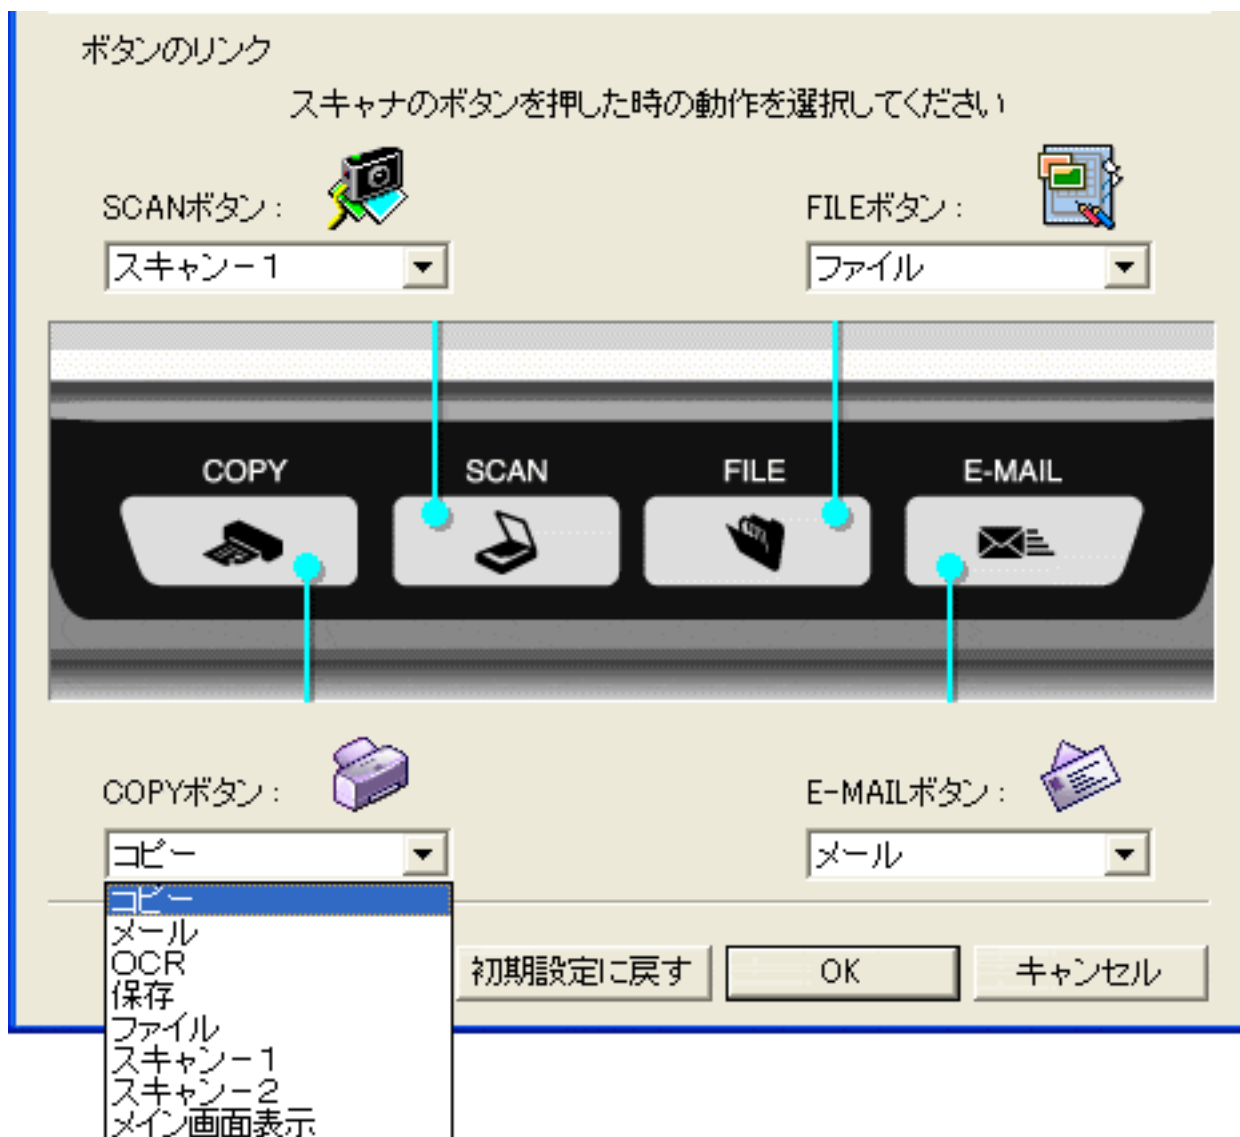 ボタンのリンク
スキャナのボタンを押した時の動作を選択してください
SCANボタン：
FILEボタン：
スキャン－1
ファイル
COPY SCAN FILE E-MAIL
COPYボタン：
E-MAILボタン：
コピー
メール
コピー
メール
OCR
保存
ファイル
スキャン－1
スキャン－2
メイン画面表示
初期設定に戻す
OK
キャンセル